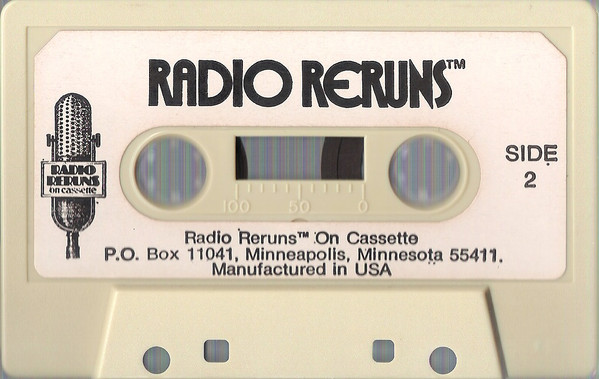 RADIO RERUNS™
RADIO
RERUNS
on cassette
SIDE
2
100 50 0
Radio Reruns™ On Cassette
P.O. Box 11041, Minneapolis, Minnesota 55411.
Manufactured in USA